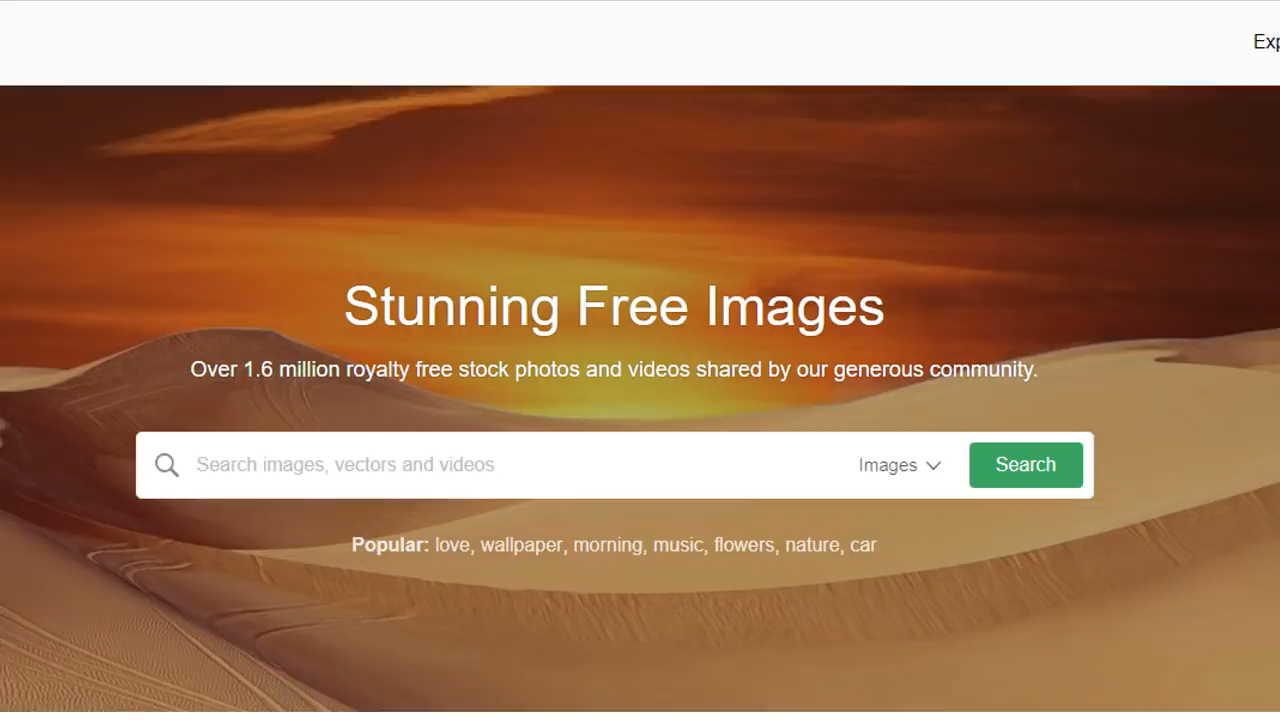 Exp
Stunning Free Images
Over 1.6 million royalty free stock photos and videos shared by our generous community.
Search images, vectors and videos
Images
Search
Popular: love, wallpaper, morning, music, flowers, nature, car